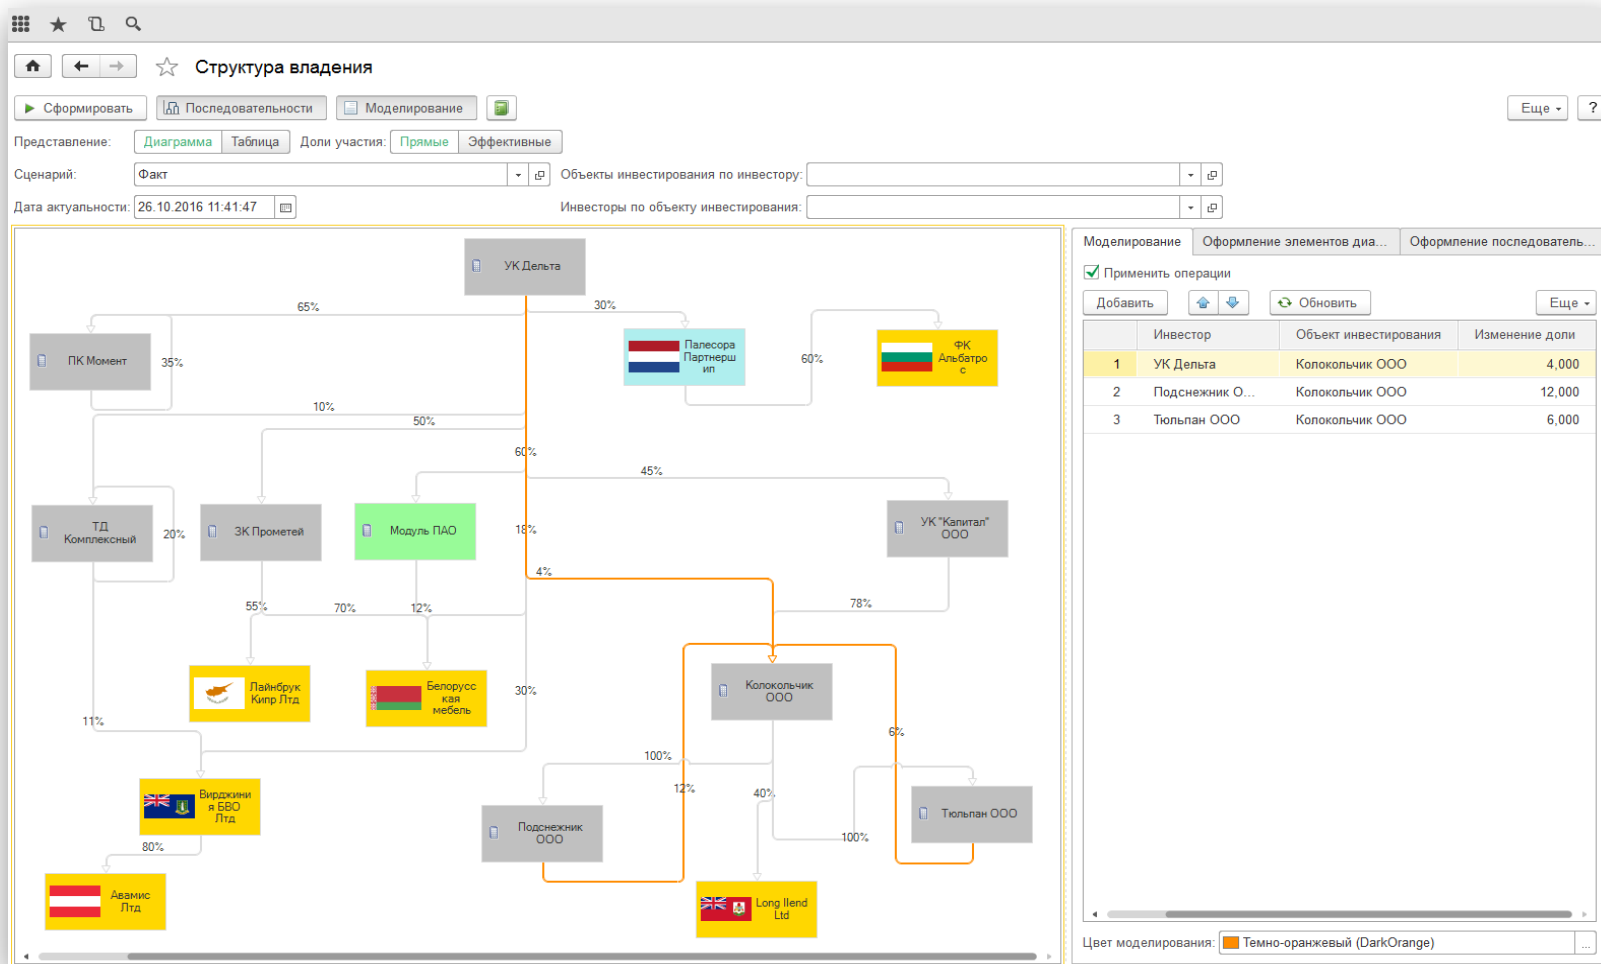 Структура владения
Сформировать Последовательности Моделирование Еще ?
Представление: Диаграмма Таблица Доли участия: Прямые Эффективные
Сценарий: Факт Объекты инвестирования по инвестору:
Дата актуальности: 26.10.2016 11:41:47 Инвесторы по объекту инвестирования:
УК Дельта
65%
30%
ПК Момент
35%
Палесора
Партнерш
ип
60%
ФК
Альбатро
с
10%
50%
60%
45%
ТД
Комплексный
20%
ЗК Прометей
Модуль ПАО
18%
УК "Капитал"
ООО
4%
55%
70%
12%
78%
Лайнбрук
Кипр Лтд
Белорусс
кая
мебель
30%
Колокольчик
ООО
11%
6%
100%
12%
40%
Вирджини
я БВО
Лтд
Подснежник
ООО
Тюльпан ООО
100%
80%
Авамис
Лтд
Long Ilend
Ltd
Моделирование Оформление элементов диа... Оформление последователь...
Применить операции
Добавить Обновить Еще
Инвестор Объект инвестирования Изменение доли
1 УК Дельта Колокольчик ООО 4,000
2 Подснежник О... Колокольчик ООО 12,000
3 Тюльпан ООО Колокольчик ООО 6,000
Цвет моделирования: Темно-оранжевый (DarkOrange) ...